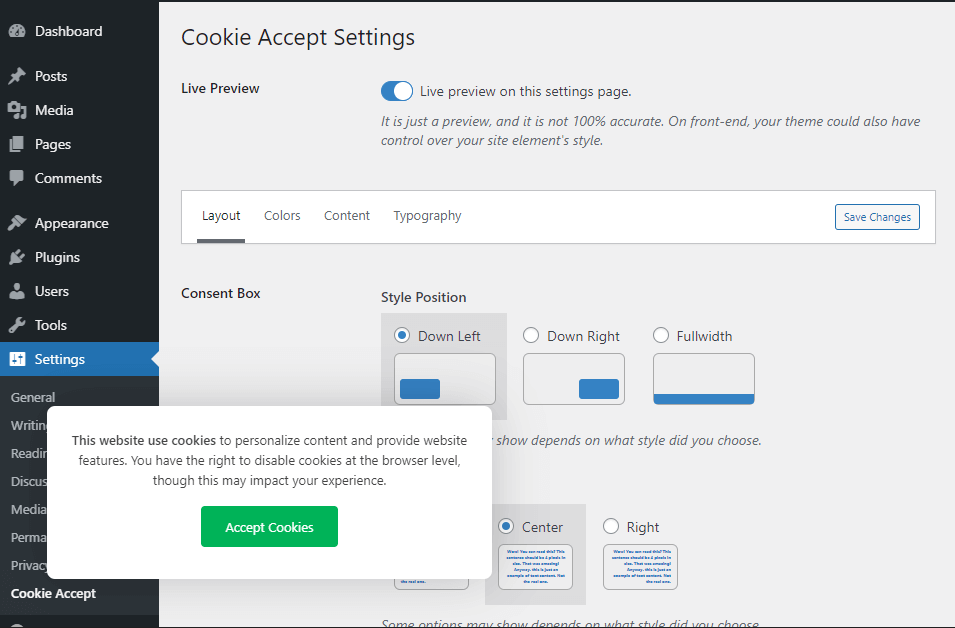 Dashboard
Posts
Media
Pages
Comments
Appearance
Plugins
Users
Tools
Settings
General
Writin
Readin
Discus
Media
Perma
Privacy
Cookie Accept
Cookie Accept Settings
Live Preview
Live preview on this settings page.
It is just a preview, and it is not 100% accurate. On front-end, your theme could also have
control over your site element's style.
Layout
Colors
Content
Typography
Save Changes
Consent Box
Style Position
Down Left
Down Right
Fullwidth
show depends on what style did you choose.
This website use cookies to personalize content and provide website
features. You have the right to disable cookies at the browser level,
though this may impact your experience.
Accept Cookies
the real one.
Center
Wow! You can read this? This
sentence should be 4 pixels in
size. That was amazing!
Anyway, this is just an
example of text content. Not
the real one.
Right
Wow! You can read this? This
sentence should be 4 pixels in
size. That was amazing!
Anyway, this is just an
example of text content. Not
the real one.
Some options may show depends on what style did you choose.